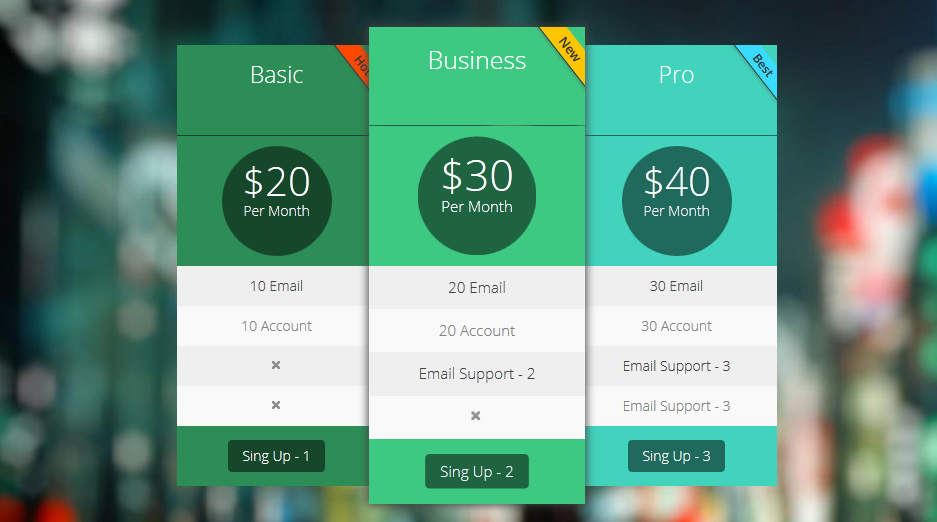 Basic
Hot
$20
Per Month
10 Email
10 Account
Sing Up - 1
Business
New
$30
Per Month
20 Email
20 Account
Email Support - 2
Sing Up - 2
Pro
Best
$40
Per Month
30 Email
30 Account
Email Support - 3
Email Support - 3
Sing Up - 3